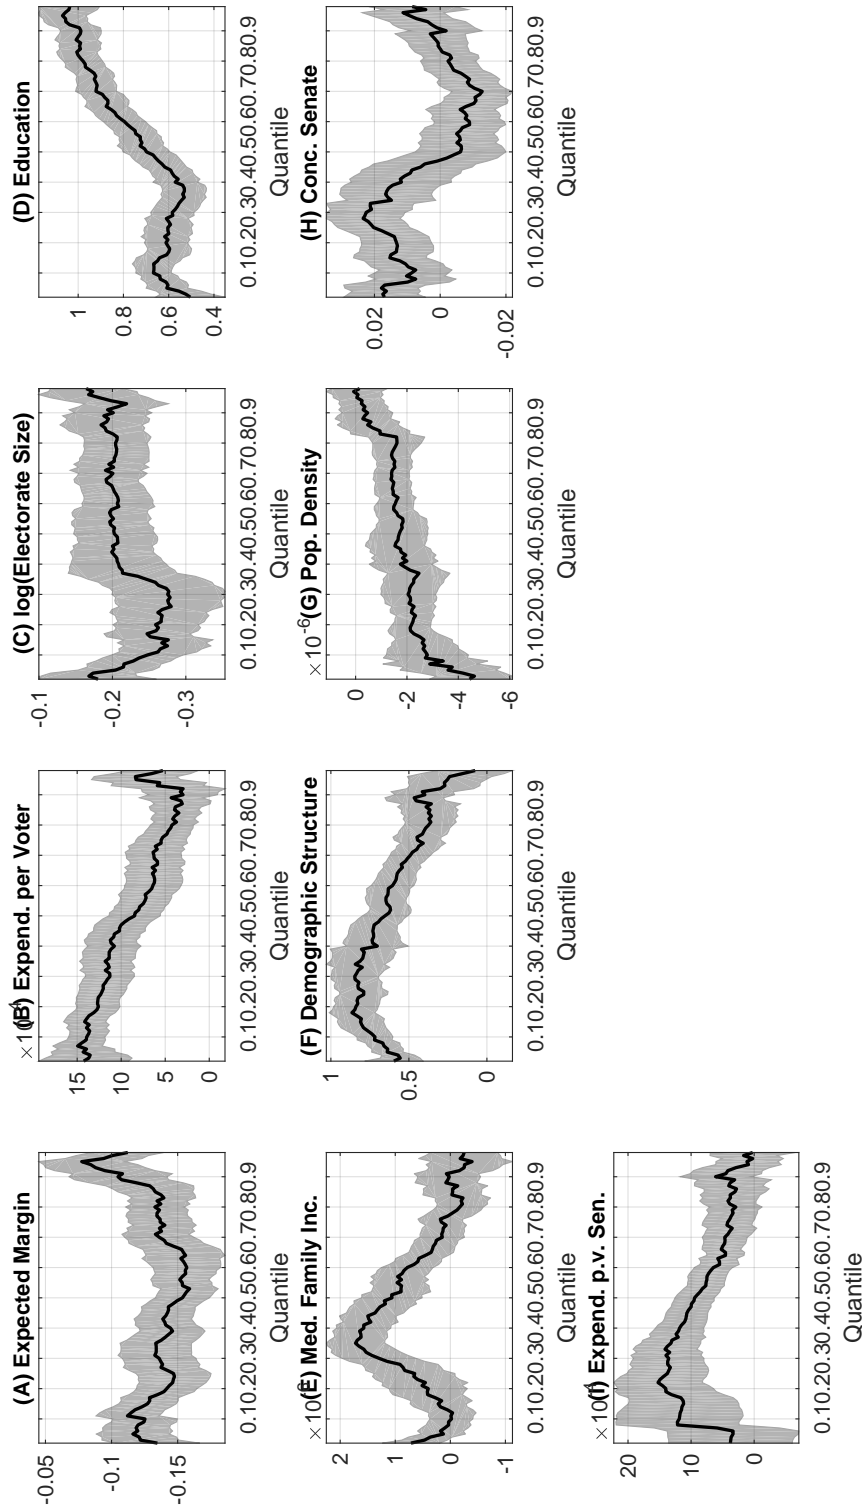 (A) Expected Margin
-0.05
-0.1
-0.15
0.10.20.30.40.50.60.70.80.9
Quantile
(B) Expend. per Voter
15
10
5
0
0.10.20.30.40.50.60.70.80.9
Quantile
(C) log(Electorate Size)
-0.1
-0.2
-0.3
0.10.20.30.40.50.60.70.80.9
Quantile
(D) Education
1
0.8
0.6
0.4
0.10.20.30.40.50.60.70.80.9
Quantile
(E) Med. Family Inc.
2
1
0
-1
0.10.20.30.40.50.60.70.80.9
Quantile
(F) Demographic Structure
1
0.5
0
0.10.20.30.40.50.60.70.80.9
Quantile
×10⁻⁶(G) Pop. Density
0
-2
-4
-6
0.10.20.30.40.50.60.70.80.9
Quantile
(H) Conc. Senate
0.02
0
-0.02
0.10.20.30.40.50.60.70.80.9
Quantile
(I) Expend. p.v. Sen.
20
10
0
0.10.20.30.40.50.60.70.80.9
Quantile